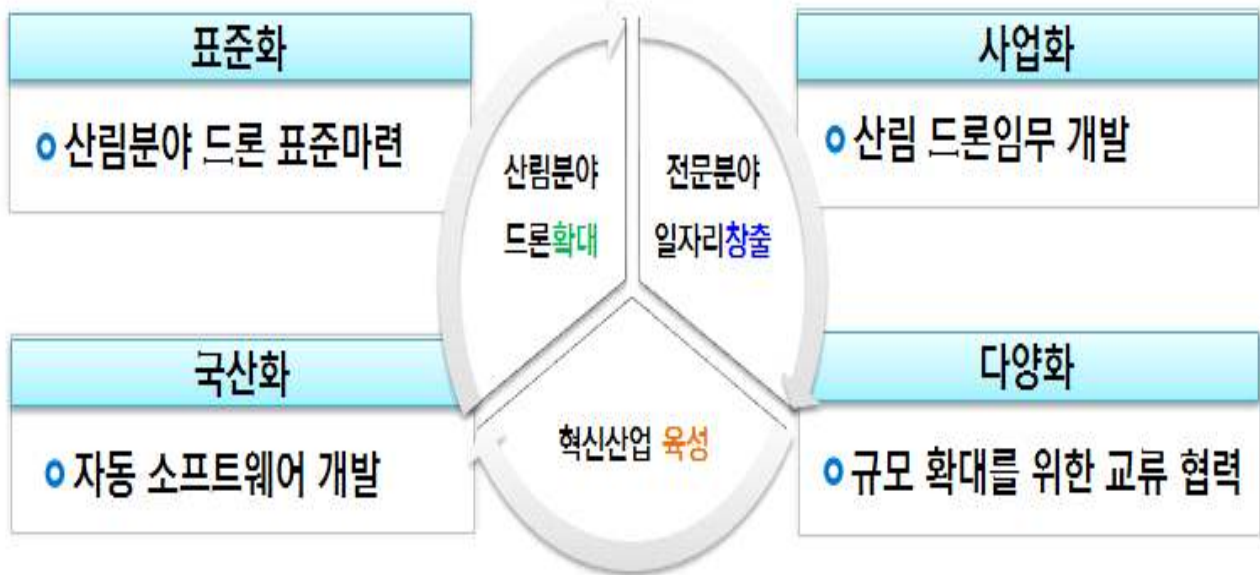 표준화
산림분야 드론 표준마련
사업화
산림 드론임무 개발
산림분야
드론확대
전문분야
일자리창출
혁신산업 육성
국산화
자동 소프트웨어 개발
다양화
규모 확대를 위한 교류 협력